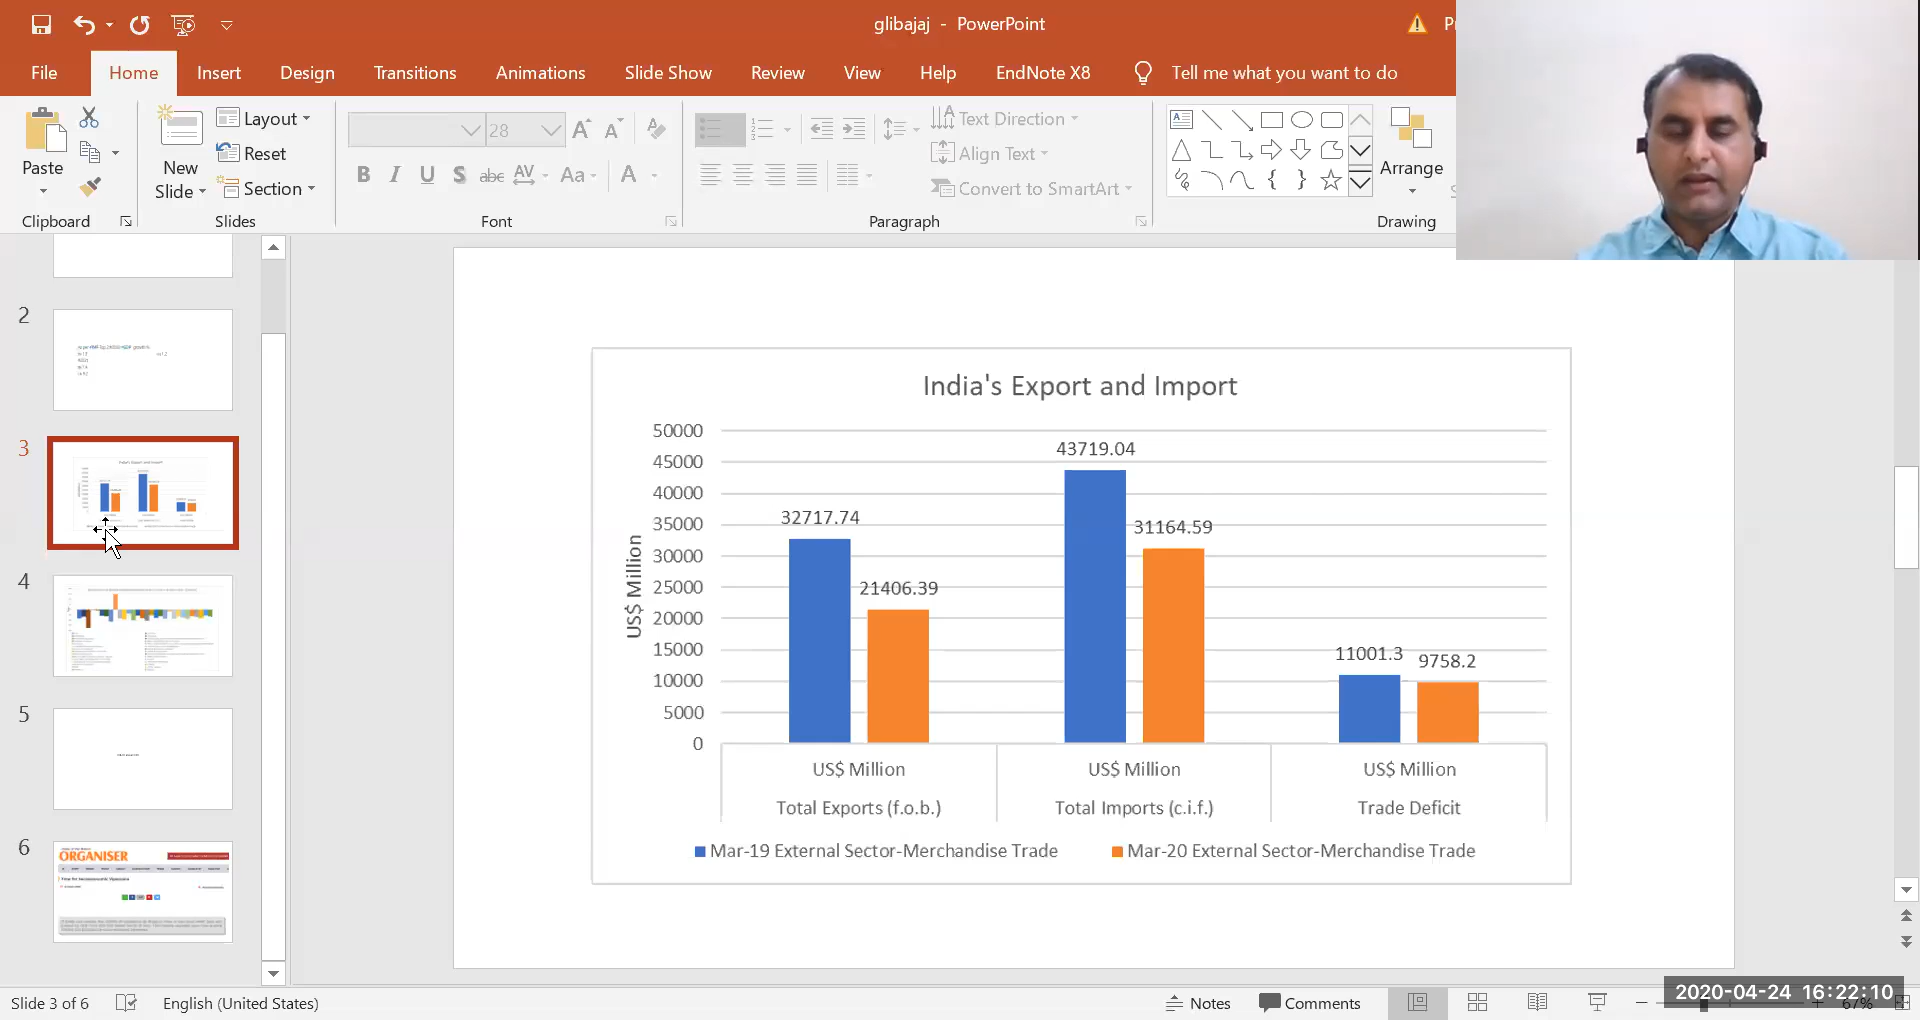 glibajaj - PowerPoint
File Home Insert Design Transitions Animations Slide Show Review View Help EndNote X8 Tell me what you want to do
Paste
Clipboard
New
Slide
Layout
Reset
Section
Slides
28
B I U S abc AV Aa A
Font
Text Direction
Align Text
Convert to SmartArt
Paragraph
Arrange
Drawing
2
3
4
5
6
ORGANISER
India's Export and Import
US$ Million
50000
45000
40000
35000
30000
25000
20000
15000
10000
5000
0
32717.74
21406.39
43719.04
31164.59
11001.3
9758.2
US$ Million US$ Million US$ Million
Total Exports (f.o.b.) Total Imports (c.i.f.) Trade Deficit
Mar-19 External Sector-Merchandise Trade Mar-20 External Sector-Merchandise Trade
Slide 3 of 6 English (United States) Notes Comments 67%
2020-04-24 16:22:10